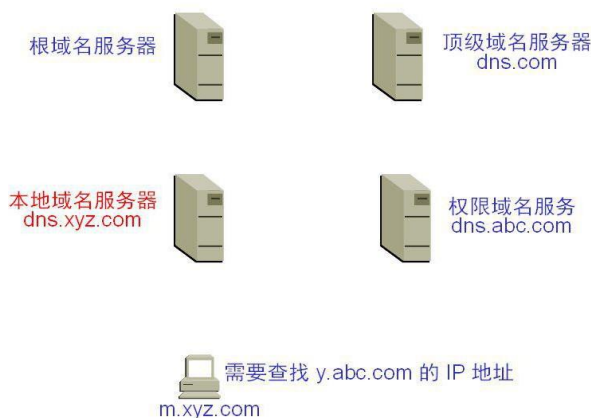 根域名服务器
顶级域名服务器
dns.com
本地域名服务器
dns.xyz.com
权限域名服务
dns.abc.com
需要查找 y.abc.com 的 IP 地址
m.xyz.com